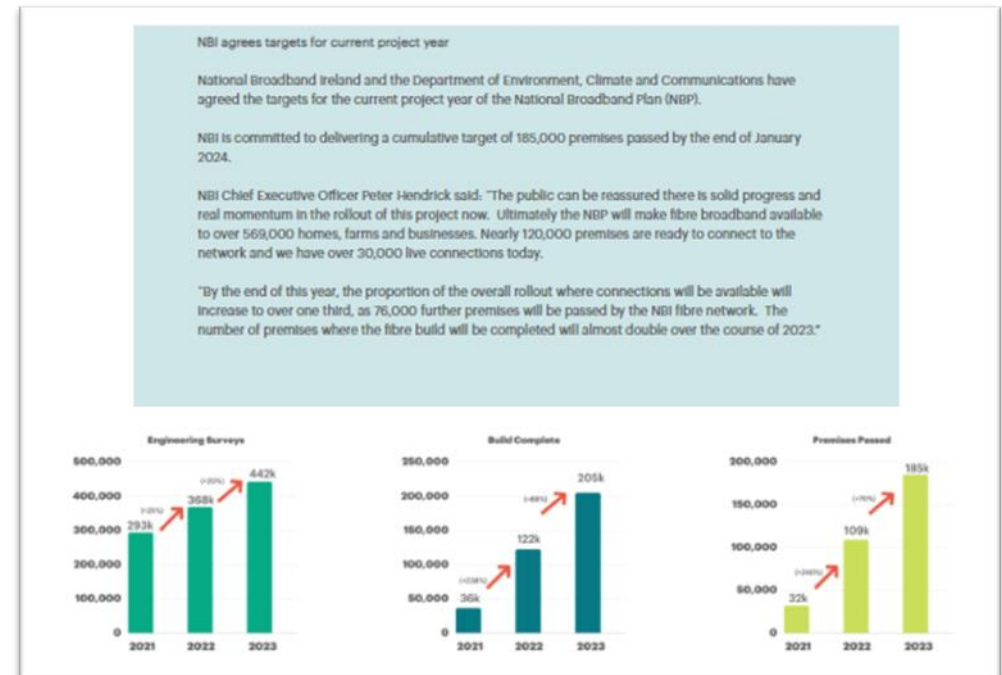 NBI agrees targets for current project year
National Broadband Ireland and the Department of Environment, Climate and Communications have
agreed the targets for the current project year of the National Broadband Plan (NBP).
NBI is committed to delivering a cumulative target of 185,000 premises passed by the end of January
2024.
NBI Chief Executive Officer Peter Hendrick said: "The public can be reassured there is solid progress and
real momentum in the rollout of this project now. Ultimately the NBP will make fibre broadband available
to over 569,000 homes, farms and businesses. Nearly 120,000 premises are ready to connect to the
network and we have over 30,000 live connections today.
"By the end of this year, the proportion of the overall rollout where connections will be available will
increase to over one third, as 76,000 further premises will be passed by the NBI fibre network. The
number of premises where the fibre build will be completed will almost double over the course of 2023."
Engineering Surveys
500,000
400,000
300,000
200,000
100,000
0
293k
368k
(+20%)
442k
2021
2022
2023
Build Complete
250,000
200,000
150,000
100,000
50,000
0
36k
122k
205k
2021
2022
2023
Premises Passed
200,000
150,000
100,000
50,000
0
32k
109k
185k
2021
2022
2023